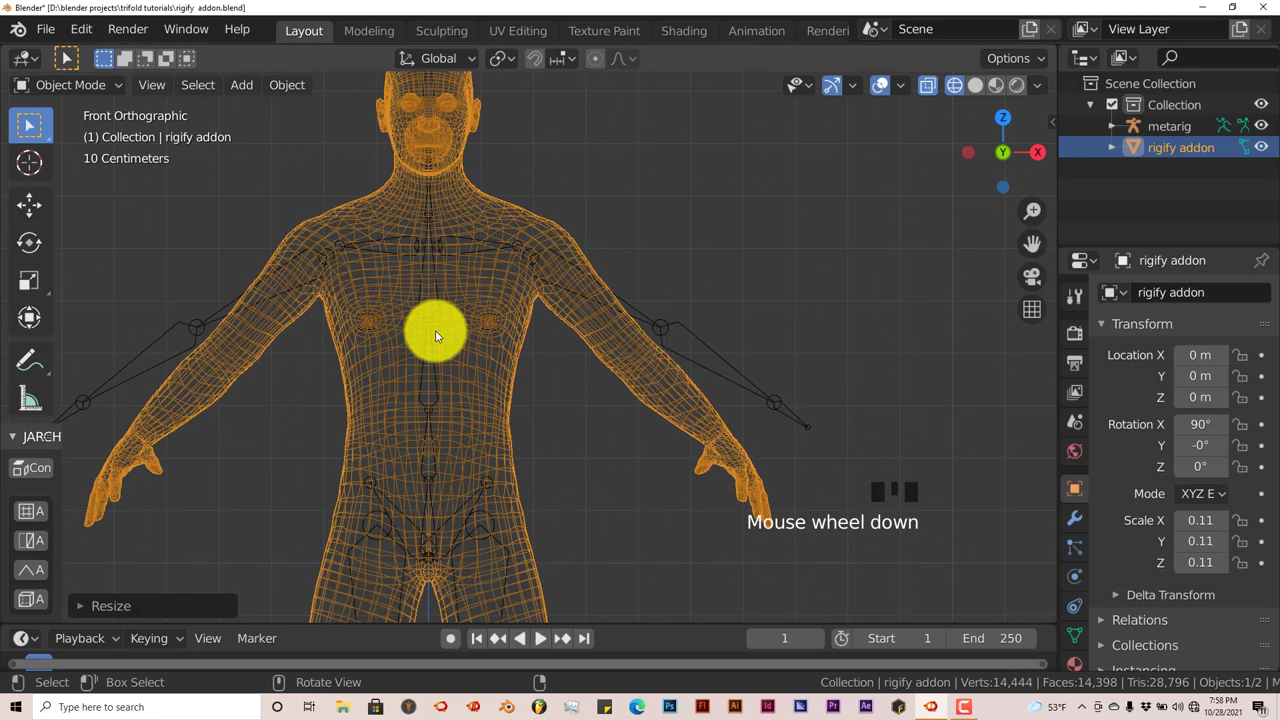 Blender* [D:\blender projects\trifold tutorials\rigify addon.blend]
File Edit Render Window Help Layout Modeling Sculpting UV Editing Texture Paint Shading Animation Renderi Scene View Layer
Global Options
Object Mode View Select Add Object
Front Orthographic
(1) Collection | rigify addon
10 Centimeters
Z
Y
X
Scene Collection
Collection
metarig
rigify addon
rigify addon
rigify addon
Transform
Location X 0 m
Y 0 m
Z 0 m
Rotation X 90°
Y -0°
Z 0°
Mode XYZ E
Scale X 0.11
Y 0.11
Z 0.11
Delta Transform
Relations
Collections
Instancing
JARCH
Con
A
A
A
A
Mouse wheel down
Resize
Playback Keying View Marker 1 Start 1 End 250
Select Box Select Rotate View Collection | rigify addon | Verts:14,444 | Faces:14,398 | Tris:28,796 | Objects:1/2 | M
Type here to search 53°F 7:58 PM
10/28/2021